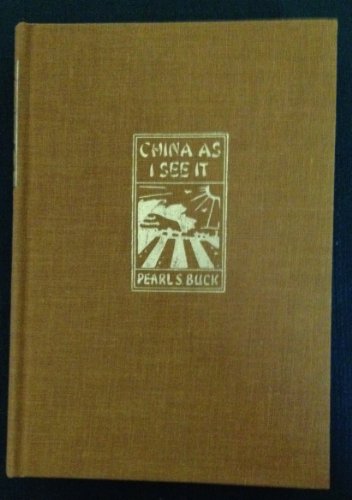 CHINA AS
I SEE IT
PEARL S. BUCK